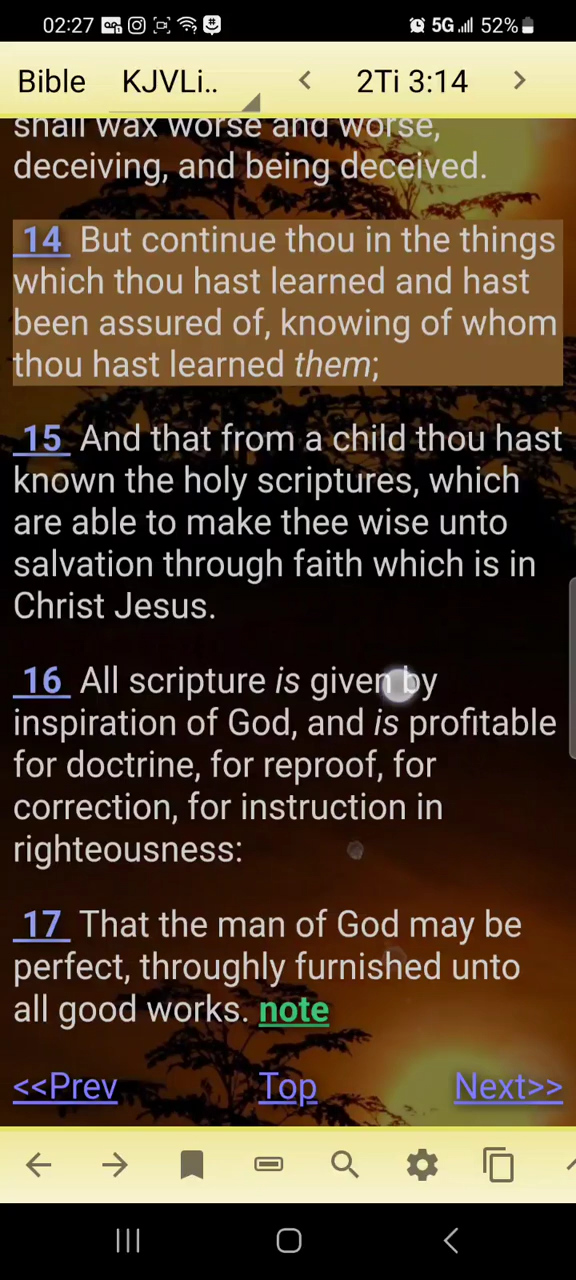 02:27 5G 52%
Bible KJVLi.. < 2Ti 3:14 >
shall wax worse and worse,
deceiving, and being deceived.
14 But continue thou in the things
which thou hast learned and hast
been assured of, knowing of whom
thou hast learned them;
15 And that from a child thou hast
known the holy scriptures, which
are able to make thee wise unto
salvation through faith which is in
Christ Jesus.
16 All scripture is given by
inspiration of God, and is profitable
for doctrine, for reproof, for
correction, for instruction in
righteousness:
17 That the man of God may be
perfect, throughly furnished unto
all good works. note
<<Prev Top Next>>